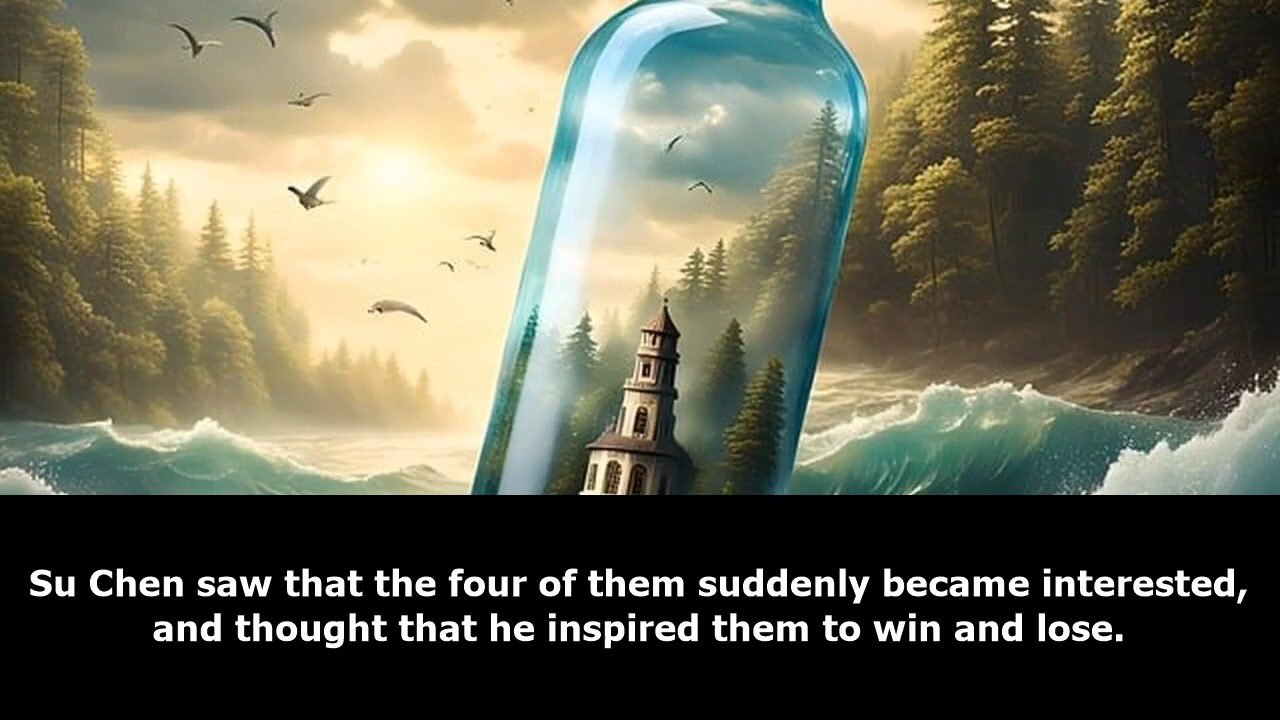 Su Chen saw that the four of them suddenly became interested,
and thought that he inspired them to win and lose.